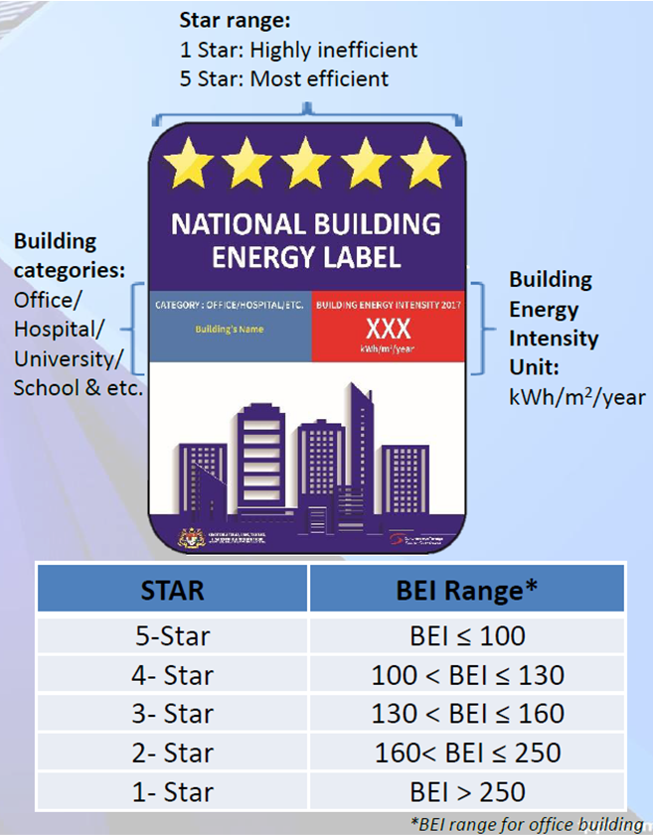 Star range:
1 Star: Highly inefficient
5 Star: Most efficient
NATIONAL BUILDING
ENERGY LABEL
Building
categories:
Office/
Hospital/
University/
School & etc.
CATEGORY : OFFICE/HOSPITAL/ETC.
Building's Name
BUILDING ENERGY INTENSITY 2017
XXX
kWh/m²/year
Building
Energy
Intensity
Unit:
kWh/m²/year
STAR BEI Range*
5-Star BEI ≤ 100
4- Star 100 < BEI ≤ 130
3- Star 130 < BEI ≤ 160
2- Star 160< BEI ≤ 250
1- Star BEI > 250
*BEI range for office building